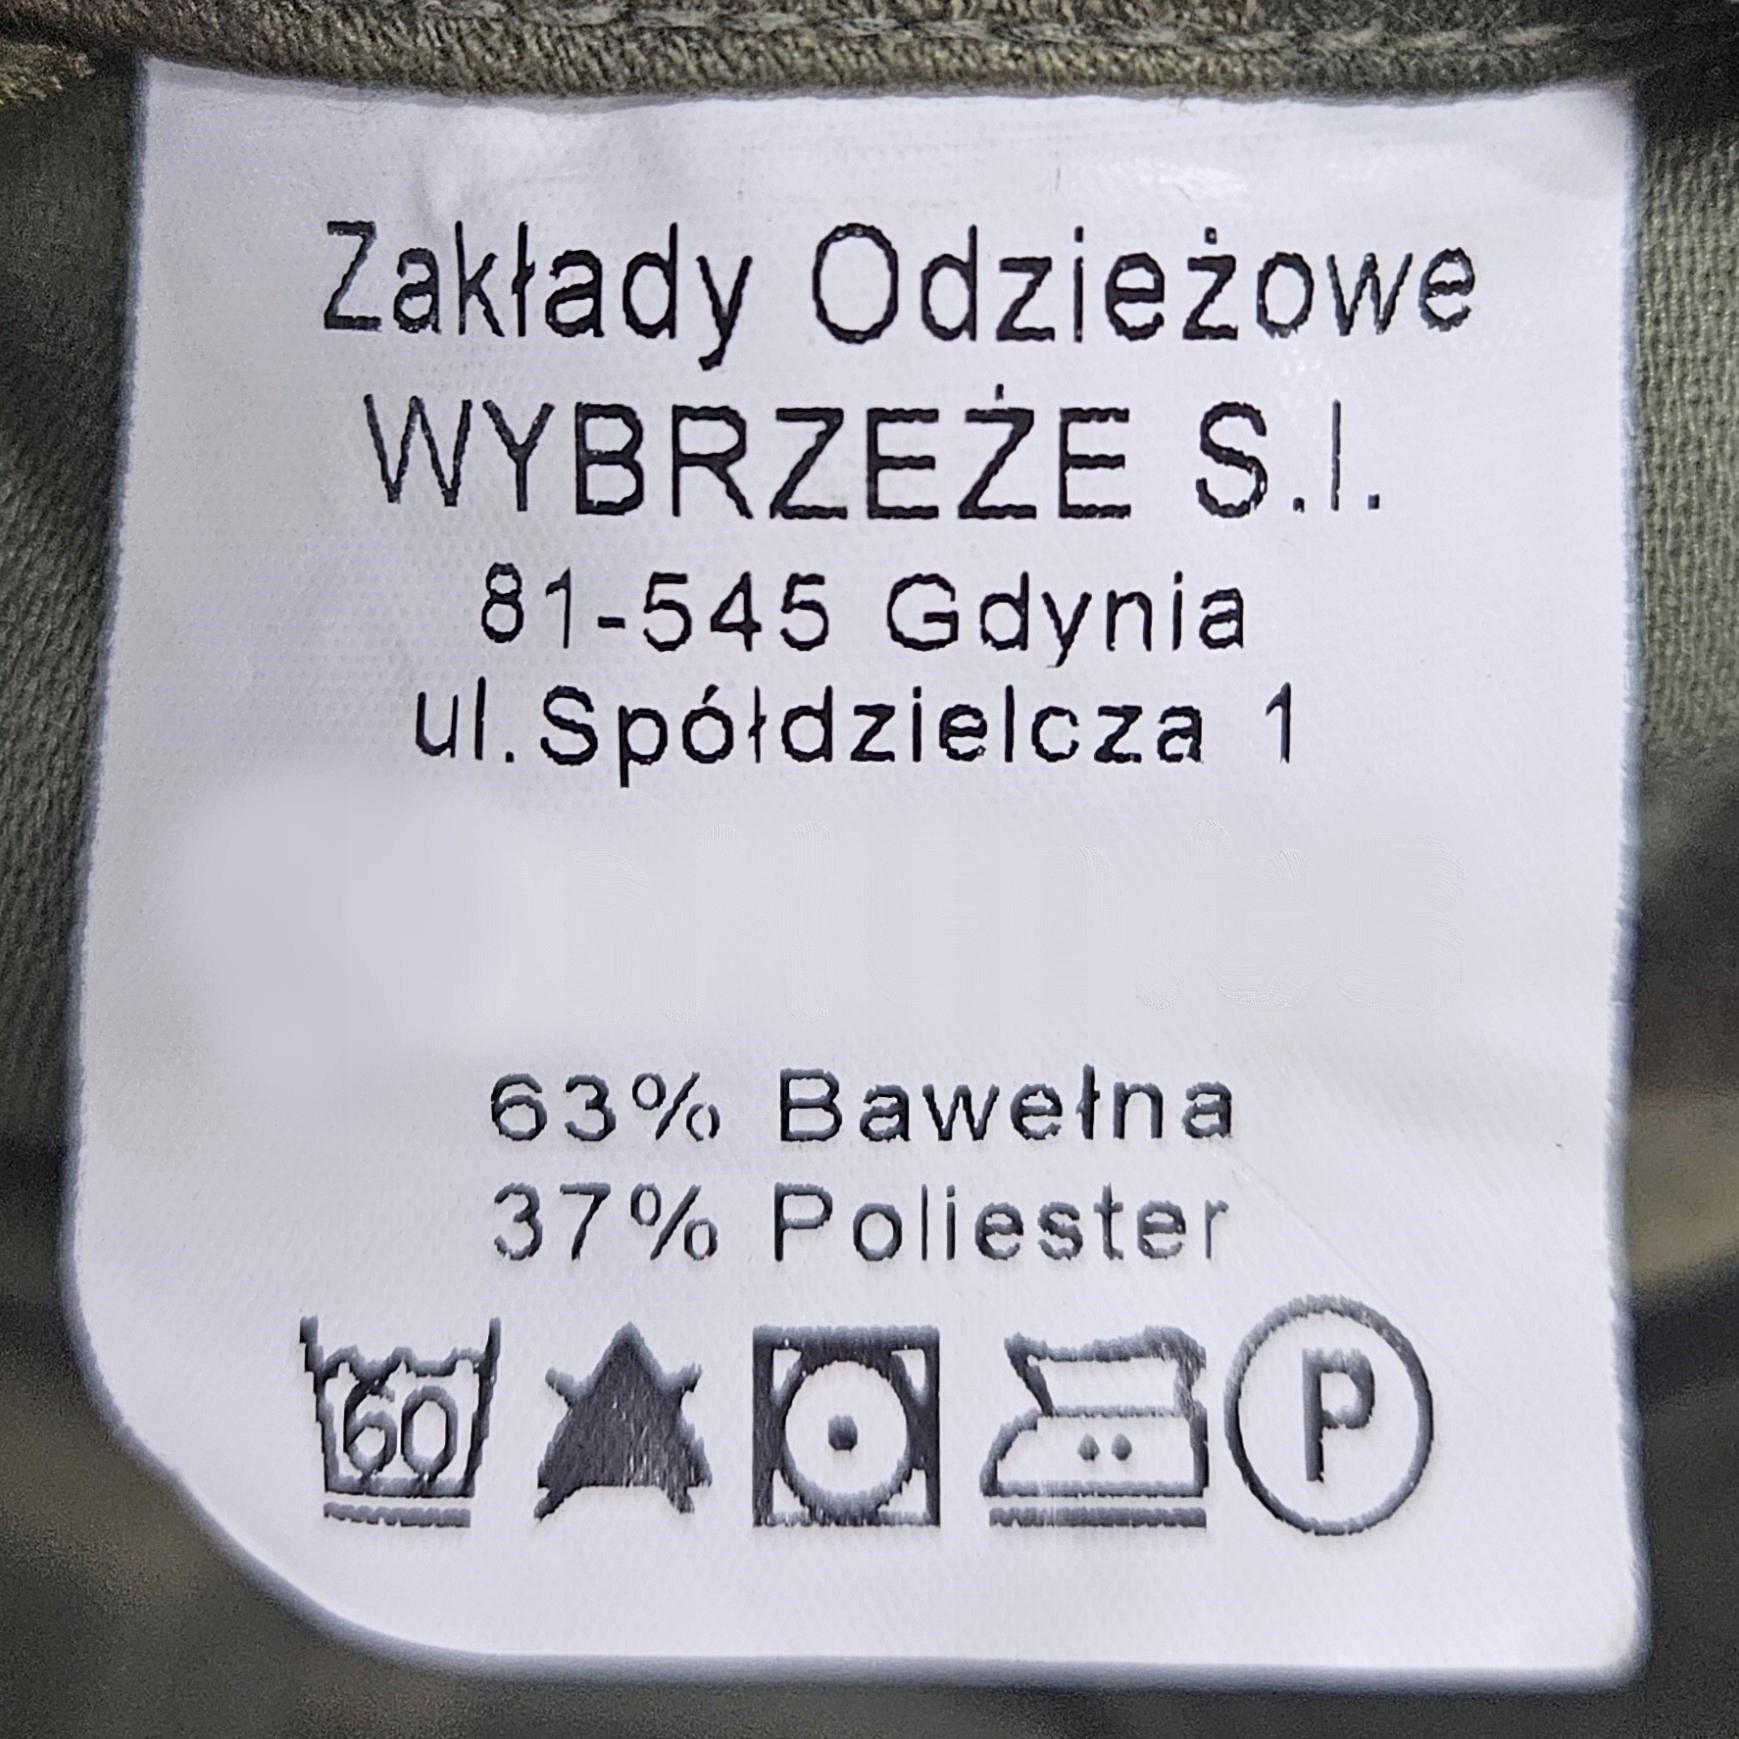 Zakłady Odzieżowe
WYBRZEŻE S.I.
81-545 Gdynia
ul.Spółdzielcza 1
63% Bawełna
37% Poliester
60 P